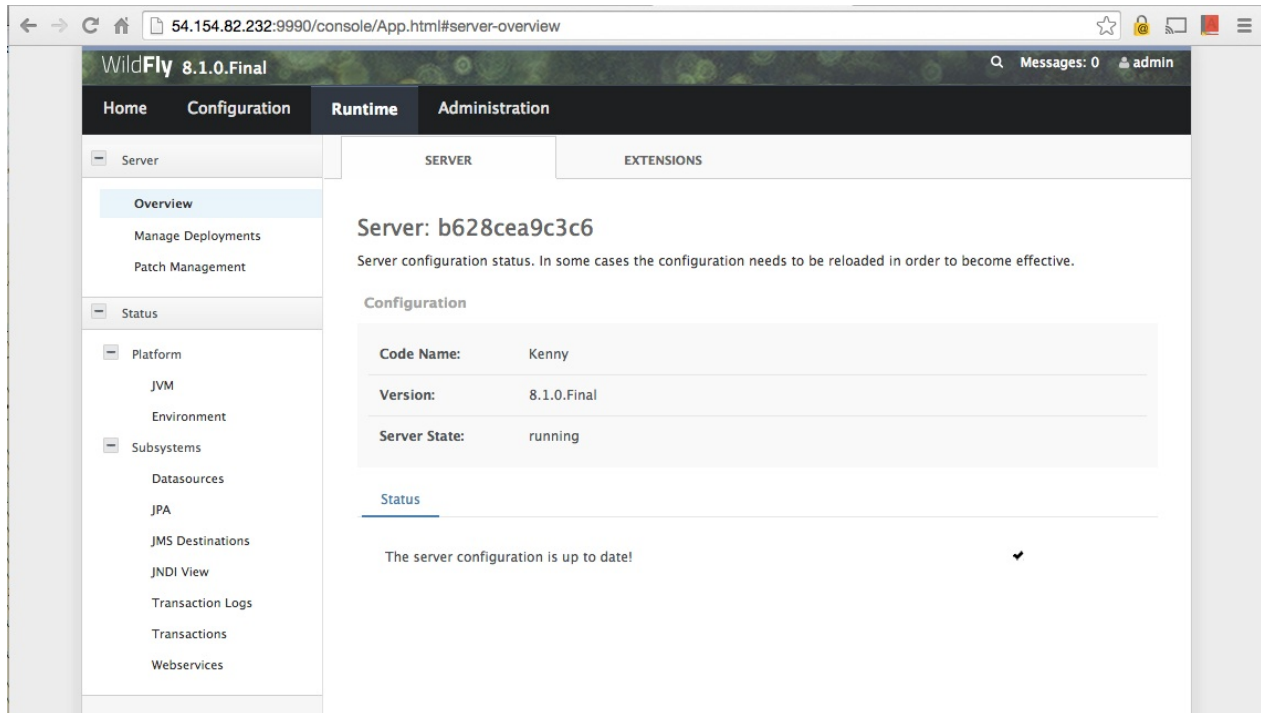 54.154.82.232:9990/console/App.html#server-overview
WildFly 8.1.0.Final
Messages: 0 admin
Home Configuration Runtime Administration
Server
Overview
Manage Deployments
Patch Management
Status
Platform
JVM
Environment
Subsystems
Datasources
JPA
JMS Destinations
JNDI View
Transaction Logs
Transactions
Webservices
SERVER EXTENSIONS
Server: b628cea9c3c6
Server configuration status. In some cases the configuration needs to be reloaded in order to become effective.
Configuration
Code Name: Kenny
Version: 8.1.0.Final
Server State: running
Status
The server configuration is up to date!